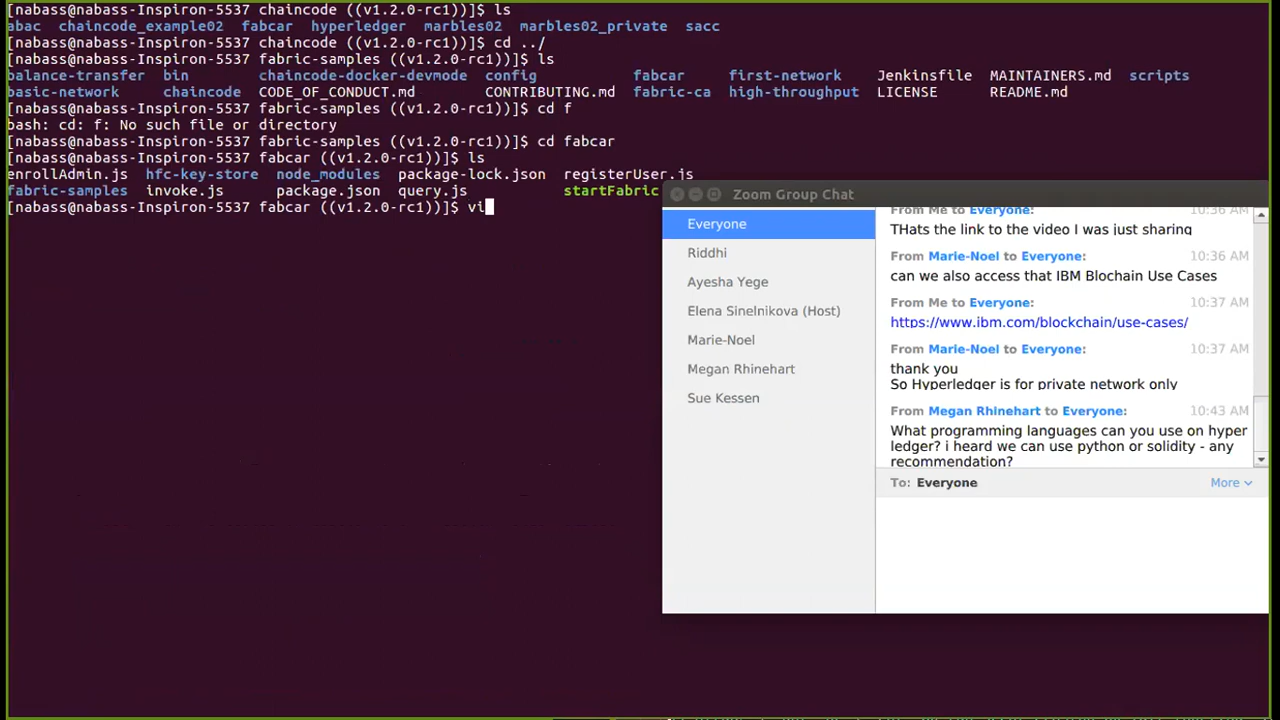 [nabass@nabass-Inspiron-5537 chaincode ((v1.2.0-rc1))]$ ls
abac chaincode_example02 fabcar hyperledger marbles02 marbles02_private sacc
[nabass@nabass-Inspiron-5537 chaincode ((v1.2.0-rc1))]$ cd ../
[nabass@nabass-Inspiron-5537 fabric-samples ((v1.2.0-rc1))]$ ls
balance-transfer bin chaincode-docker-devmode config fabcar first-network Jenkinsfile MAINTAINERS.md scripts
basic-network chaincode CODE_OF_CONDUCT.md CONTRIBUTING.md fabric-ca high-throughput LICENSE README.md
[nabass@nabass-Inspiron-5537 fabric-samples ((v1.2.0-rc1))]$ cd f
bash: cd: f: No such file or directory
[nabass@nabass-Inspiron-5537 fabric-samples ((v1.2.0-rc1))]$ cd fabcar
[nabass@nabass-Inspiron-5537 fabcar ((v1.2.0-rc1))]$ ls
enrollAdmin.js hfc-key-store node_modules package-lock.json registerUser.js
fabric-samples invoke.js package.json query.js startFabric
[nabass@nabass-Inspiron-5537 fabcar ((v1.2.0-rc1))]$ vi
Zoom Group Chat
Everyone
Riddhi
Ayesha Yege
Elena Sinelnikova (Host)
Marie-Noel
Megan Rhinehart
Sue Kessen
From Me to Everyone: 10:36 AM
THats the link to the video I was just sharing
From Marie-Noel to Everyone: 10:36 AM
can we also access that IBM Blochain Use Cases
From Me to Everyone: 10:37 AM
https://www.ibm.com/blockchain/use-cases/
From Marie-Noel to Everyone: 10:37 AM
thank you
So Hyperledger is for private network only
From Megan Rhinehart to Everyone: 10:43 AM
What programming languages can you use on hyper
ledger? i heard we can use python or solidity - any
recommendation?
To: Everyone More